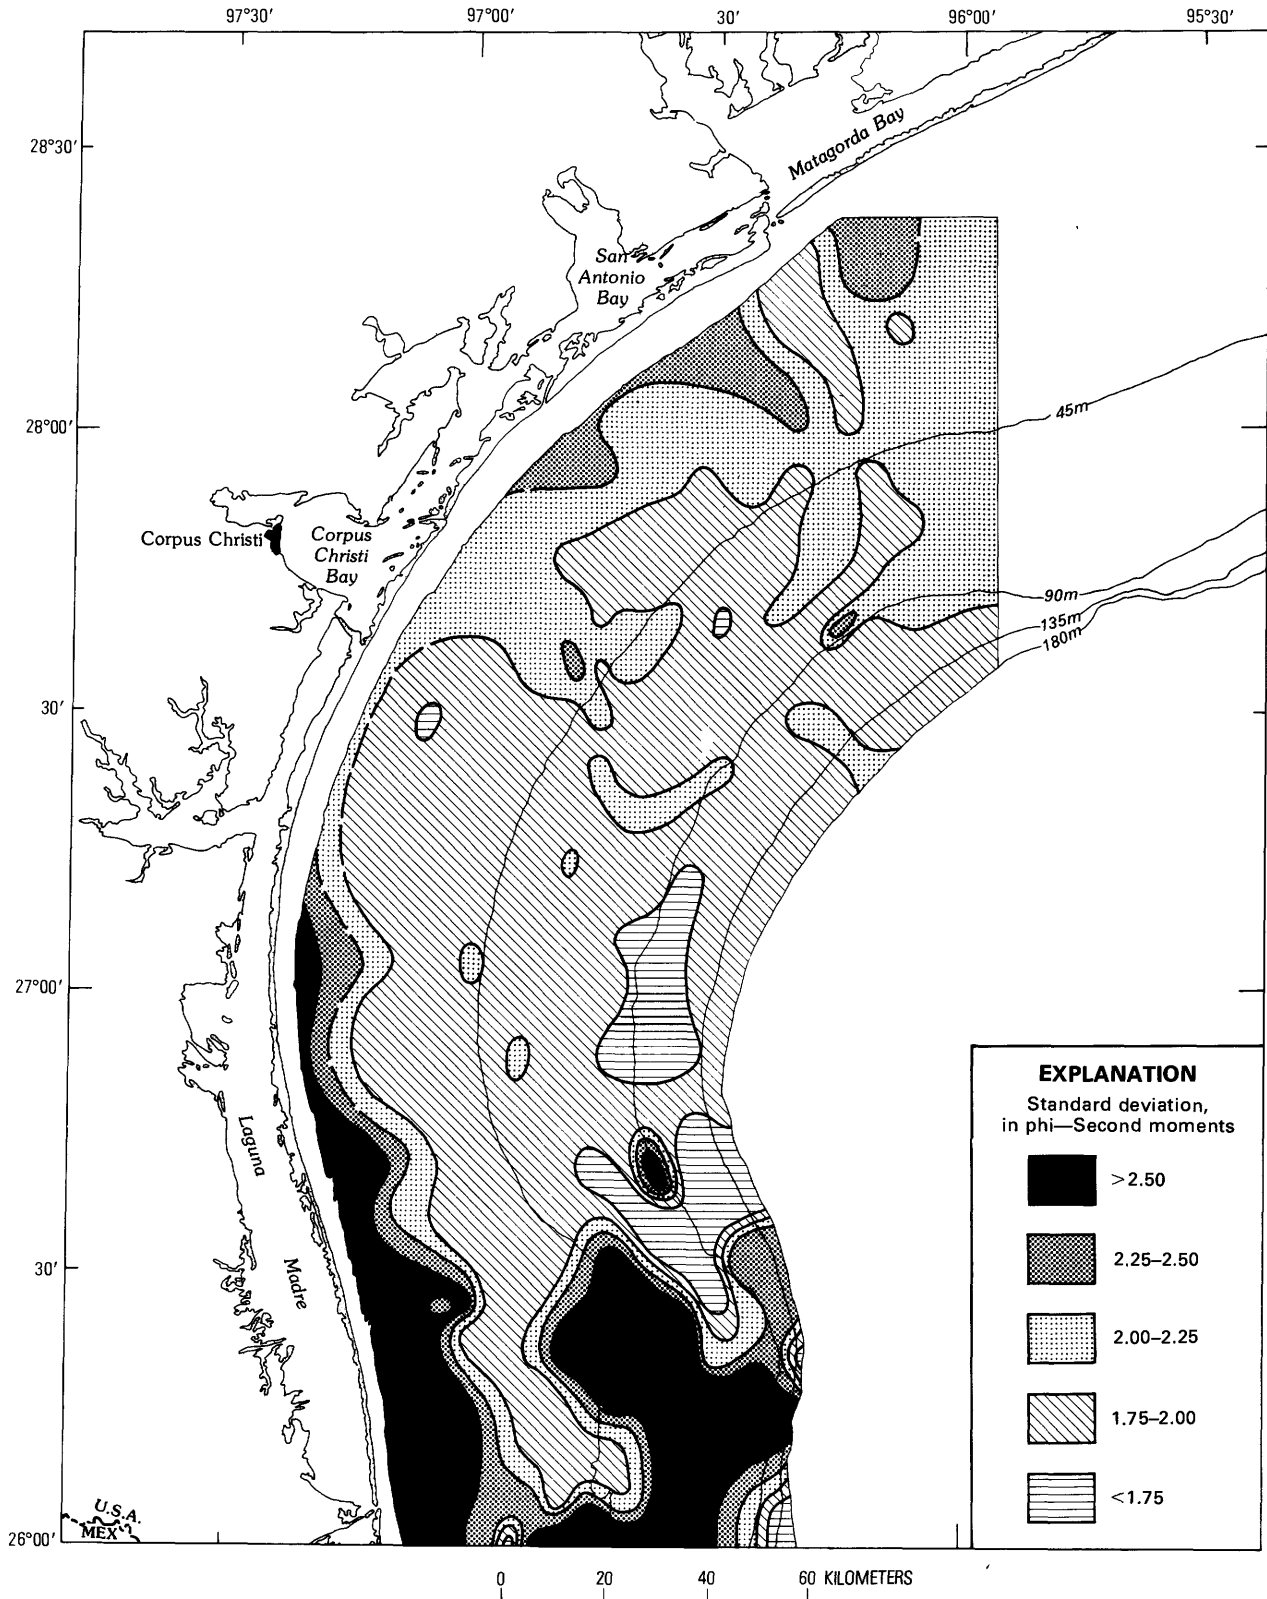 97°30′
97°00′
30′
96°00′
95°30′
28°30′
Matagorda Bay
San
Antonio
Bay
28°00′
45m
Corpus Christi
Corpus
Christi
Bay
90m
135m
180m
30′
27°00′
EXPLANATION
Standard deviation,
in phi—Second moments
>2.50
2.25–2.50
2.00–2.25
1.75–2.00
<1.75
Laguna
Madre
30′
U.S.A.
MEX
26°00′
0 20 40 60 KILOMETERS